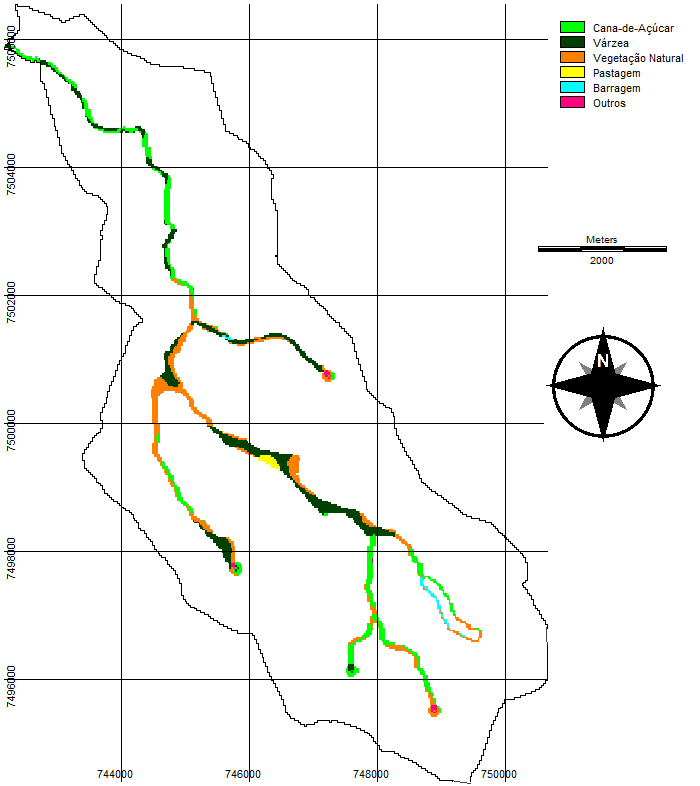 Cana-de-Açúcar
Várzea
Vegetação Natural
Pastagem
Barragem
Outros
Meters
2000
N
7504000
7502000
7500000
7498000
7496000
744000
746000
748000
750000